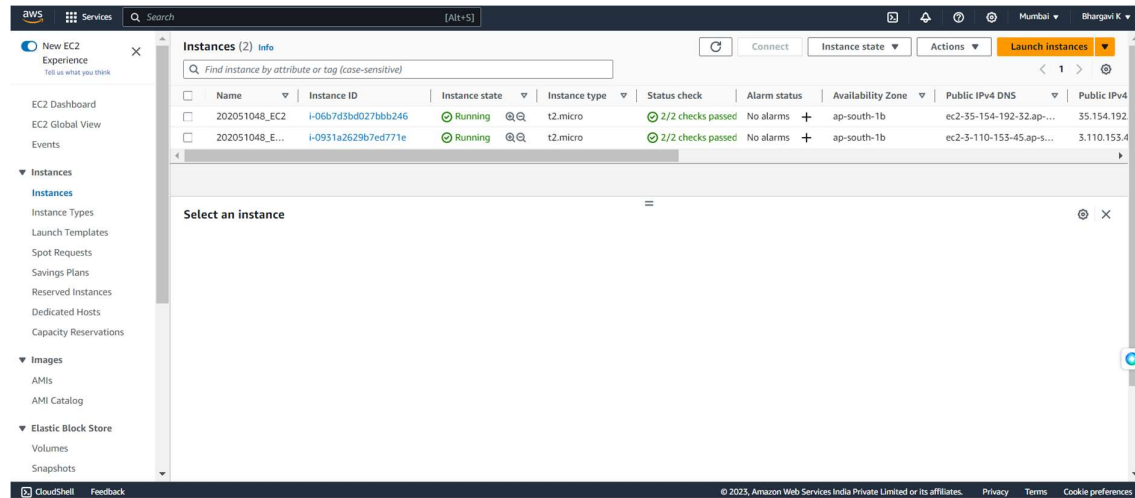 aws Services Search [Alt+S] Mumbai Bhargavi K
New EC2 Experience
Tell us what you think
EC2 Dashboard
EC2 Global View
Events
Instances
Instances
Instance Types
Launch Templates
Spot Requests
Savings Plans
Reserved Instances
Dedicated Hosts
Capacity Reservations
Images
AMIs
AMI Catalog
Elastic Block Store
Volumes
Snapshots
Instances (2) Info Connect Instance state Actions Launch instances
Find instance by attribute or tag (case-sensitive) 1
Name Instance ID Instance state Instance type Status check Alarm status Availability Zone Public IPv4 DNS Public IPv4
202051048_EC2 i-06b7d3bd027bbb246 Running t2.micro 2/2 checks passed No alarms ap-south-1b ec2-35-154-192-32.ap-... 35.154.192.
202051048_E... i-0931a2629b7ed771e Running t2.micro 2/2 checks passed No alarms ap-south-1b ec2-3-110-153-45.ap-s... 3.110.153.4
Select an instance
CloudShell Feedback © 2023, Amazon Web Services India Private Limited or its affiliates. Privacy Terms Cookie preferences